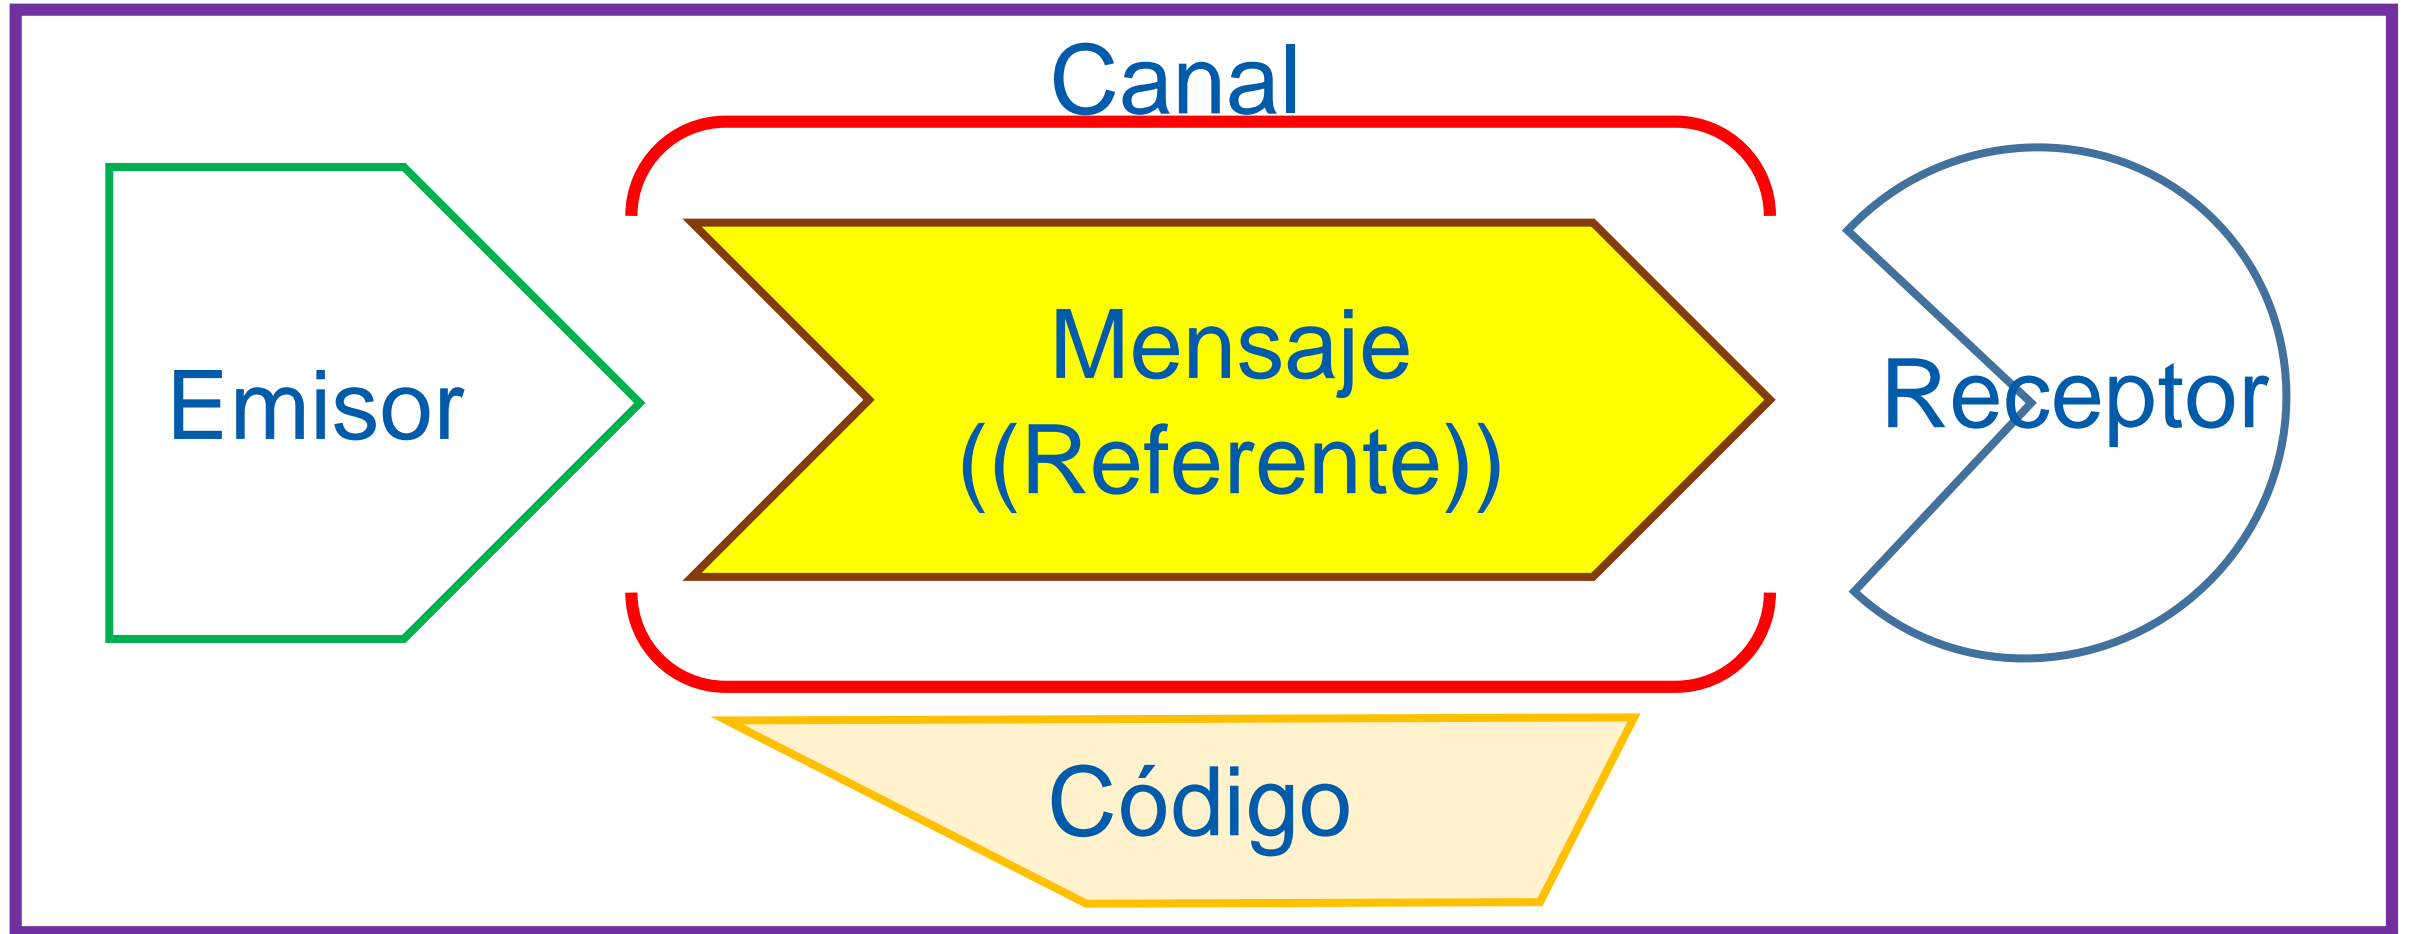 Canal
Emisor
Mensaje
((Referente))
Receptor
Código